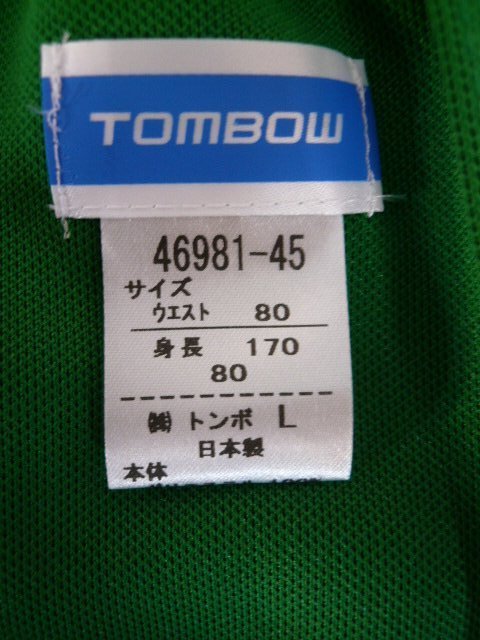 TOMBOW
46981-45
サイズ
ウエスト 80
身長 170
80
㈱ トンボ L
日本製
本体